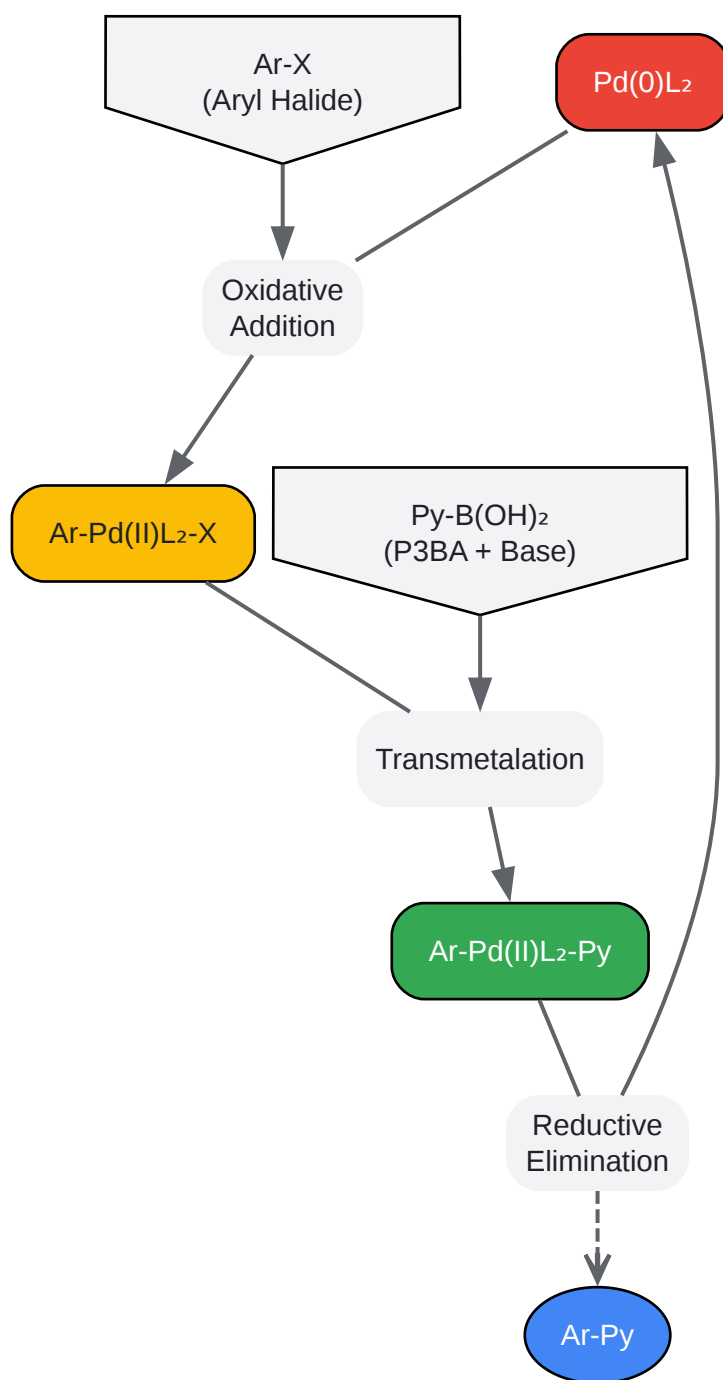 Ar-X
(Aryl Halide)
Pd(0)L₂
Oxidative
Addition
Ar-Pd(II)L₂-X
Py-B(OH)₂
(P3BA + Base)
Transmetalation
Ar-Pd(II)L₂-Py
Reductive
Elimination
Ar-Py